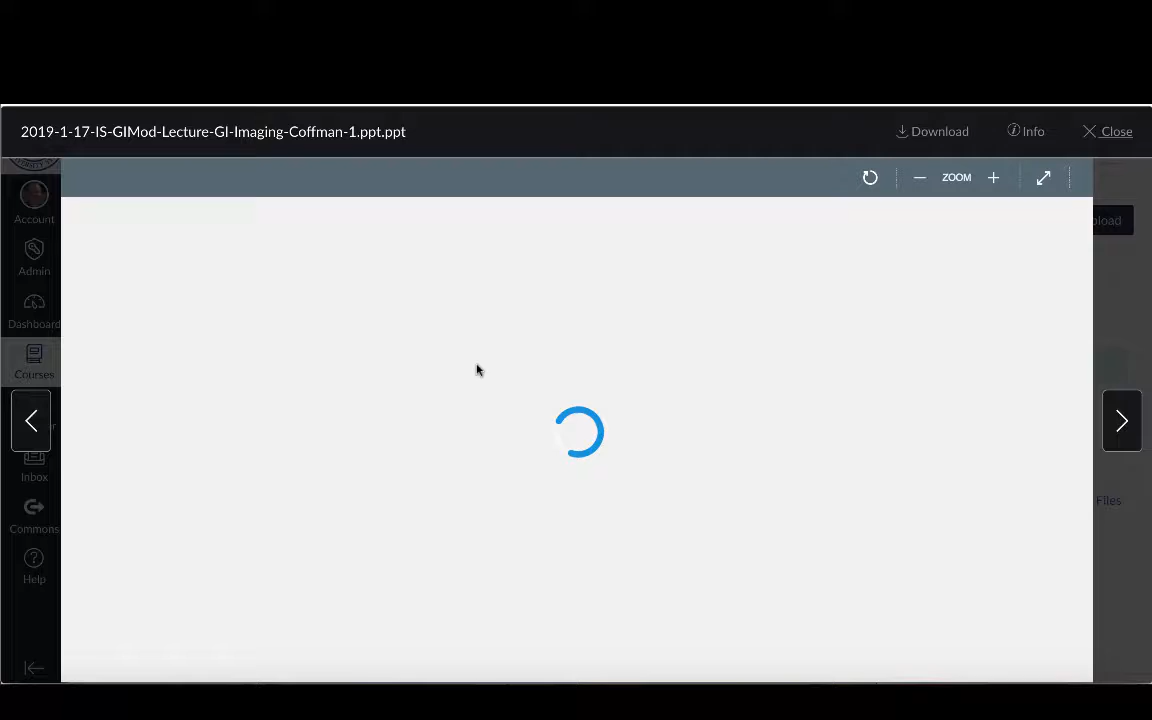 2019-1-17-IS-GIMod-Lecture-GI-Imaging-Coffman-1.ppt.ppt
Download
Info
Close
ZOOM
Account
Admin
Dashboard
Courses
Inbox
Commons
Help
Files